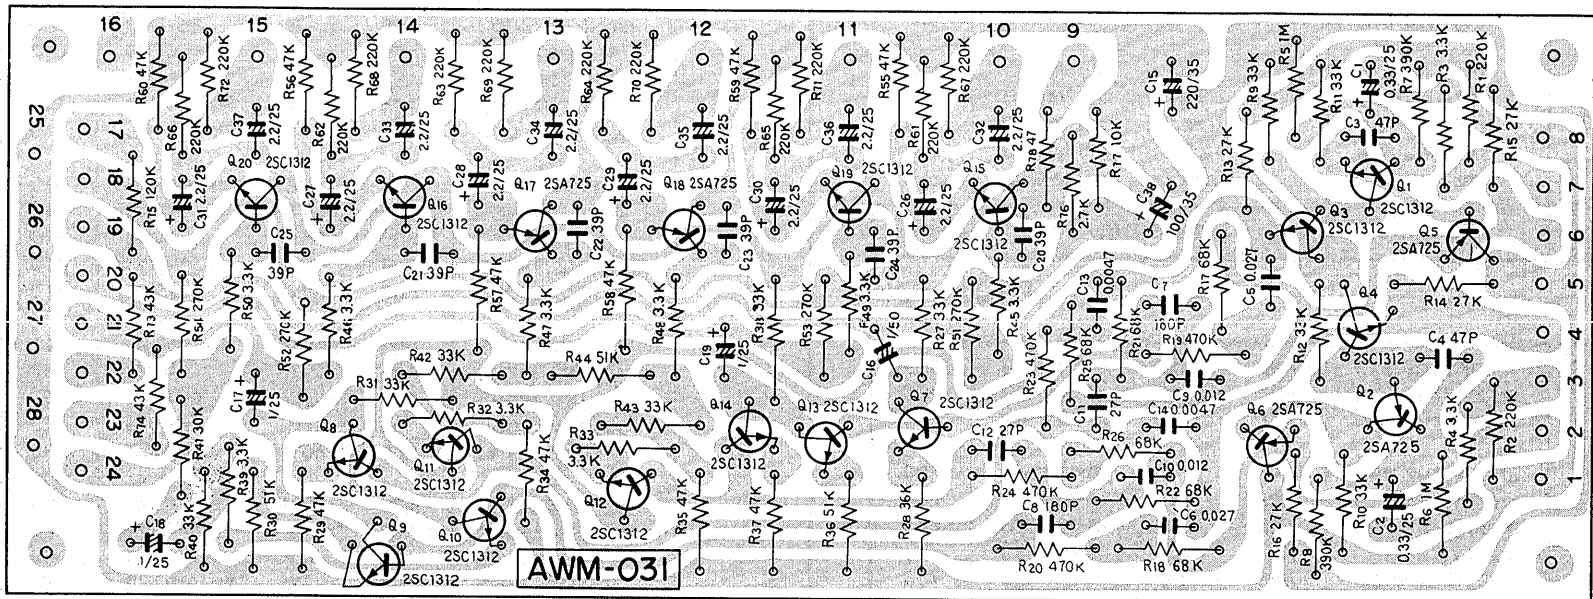 16
15
14
13
12
11
10
9
R60 47K
R66 220K
R72 220K
C37 2.2/25
R56 47K
R62 220K
R68 220K
C33 2.2/25
R63 220K
R69 220K
C34 2.2/25
R64 220K
R70 220K
C35 2.2/25
R59 47K
R65 220K
R71 220K
C36 2.2/25
R55 47K
R61 220K
R67 220K
C32 2.2/25
R78 47
R76 27K
R77 10K
C15 220/35
R9 33K
R5 1M
R11 33K
C1 0.33/25
R7 390K
R3 3.3K
R1 220K
R15 27K
C3 47P
R13 27K
25
17
18
26
19
20
27
21
22
28
23
24
8
7
6
5
4
3
2
1
R75 120K
C31 2.2/25
Q20 2SC1312
C27 2.2/25
Q16 2SC1312
C28 2.2/25
Q17 2SA725
C29 2.2/25
Q18 2SA725
C30 2.2/25
Q19 2SC1312
C26 2.2/25
Q15 2SC1312
C38 100/35
Q1 2SC1312
Q3 2SC1312
Q5 2SA725
C25 39P
C21 39P
C22 39P
C23 39P
C24 39P
C20 39P
R17 68K
C5 0.027
Q4 2SC1312
R14 27K
R73 43K
R54 270K
R50 3.3K
R52 270K
R46 3.3K
R57 47K
R47 3.3K
R58 47K
R48 3.3K
C19 1/25
R38 33K
R53 270K
R49 3.3K
C16 1/50
R27 33K
R51 270K
R45 3.3K
R23 470K
R25 68K
C13 0.0047
R21 68K
C7 180P
R19 470K
R12 33K
C4 47P
R74 43K
R41 30K
C17 1/25
R31 33K
R42 33K
R44 51K
R32 3.3K
R43 33K
R33 3.3K
Q14 2SC1312
Q13 2SC1312
Q7 2SC1312
C11 27P
C9 0.012
C14 0.0047
Q6 2SA725
Q2 2SA725
R4 3.3K
R2 220K
Q8 2SC1312
Q11 2SC1312
R34 47K
Q12 2SC1312
C12 27P
R26 68K
R24 470K
C10 0.012
R22 68K
C8 180P
C6 0.027
R20 470K
R18 68K
C18 1/25
R40 33K
R39 3.3K
R30 51K
R29 47K
Q9 2SC1312
Q10 2SC1312
R35 47K
R37 47K
R36 51K
R28 36K
R16 27K
R8 390K
R10 33K
C2 0.33/25
R6 1M
AWM-031